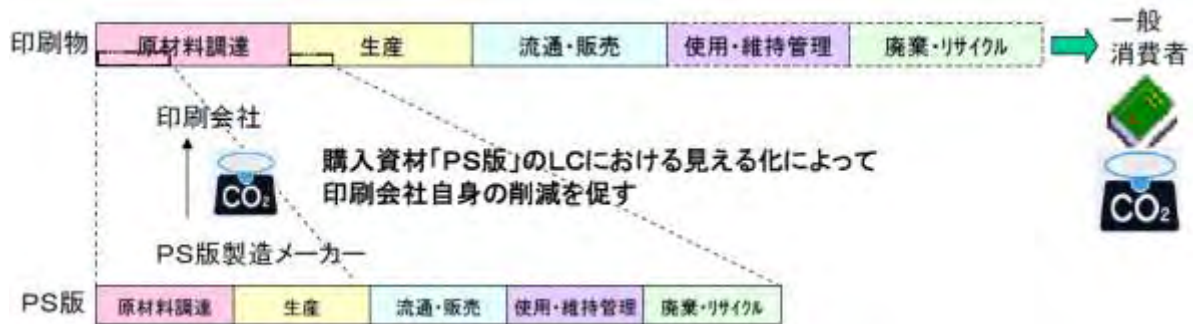 印刷物
原材料調達
生産
流通・販売
使用・維持管理
廃棄・リサイクル
一般
消費者
印刷会社
購入資材「PS版」のLCにおける見える化によって
印刷会社自身の削減を促す
CO2
CO2
PS版製造メーカー
PS版
原材料調達
生産
流通・販売
使用・維持管理
廃棄・リサイクル